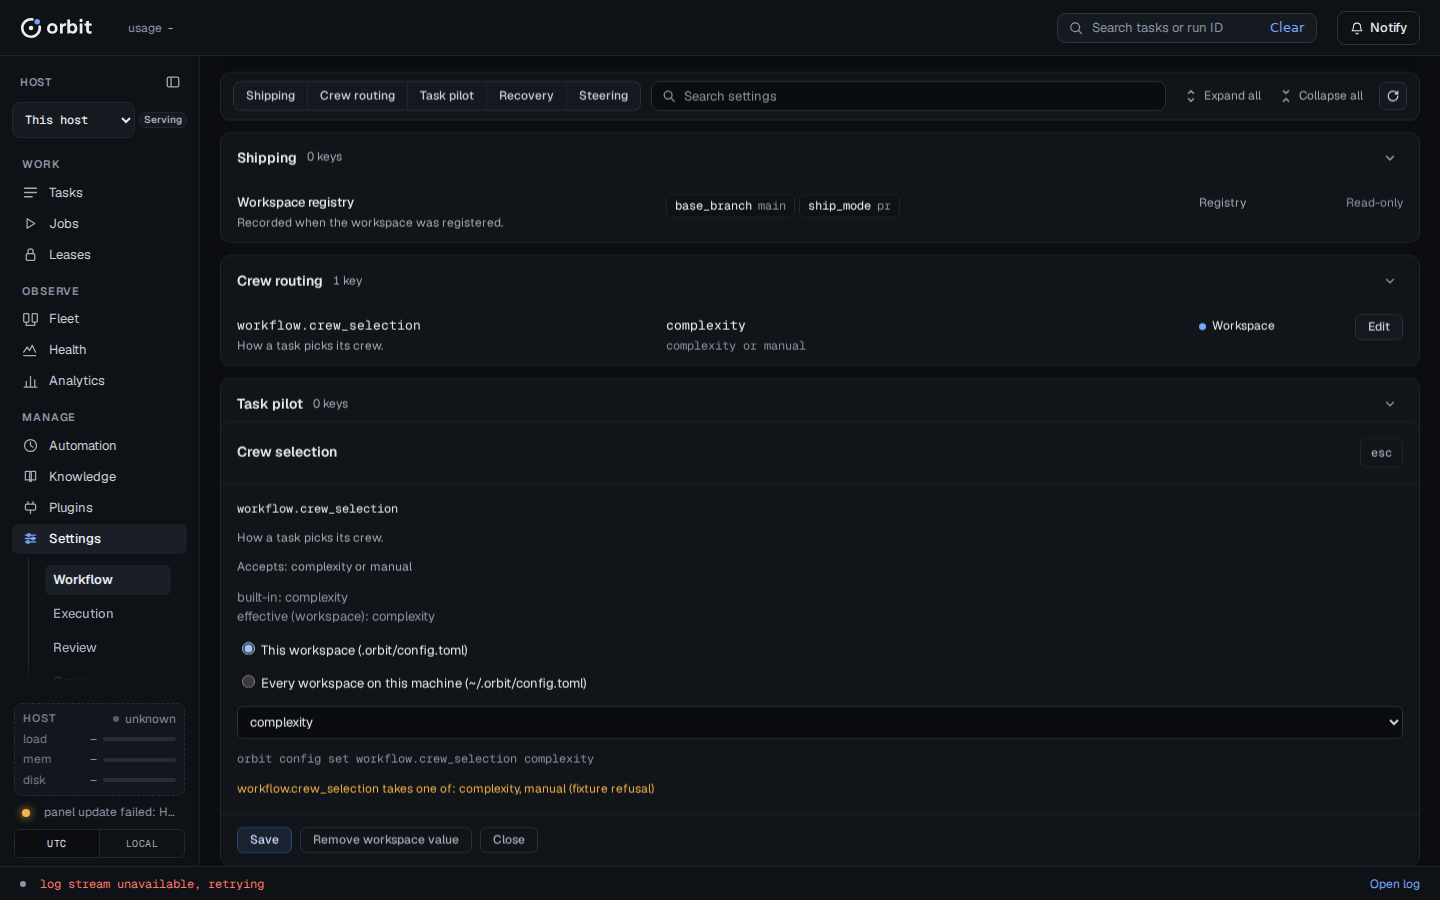 orbit
usage -
Search tasks or run ID
Clear
Notify
HOST
This host
Serving
WORK
Tasks
Jobs
Leases
OBSERVE
Fleet
Health
Analytics
MANAGE
Automation
Knowledge
Plugins
Settings
Workflow
Execution
Review
HOST
unknown
load –
mem –
disk –
panel update failed: H...
UTC
LOCAL
Shipping
Crew routing
Task pilot
Recovery
Steering
Search settings
Expand all
Collapse all
Shipping 0 keys
Workspace registry
base_branch main
ship_mode pr
Registry
Read-only
Recorded when the workspace was registered.
Crew routing 1 key
workflow.crew_selection
complexity
Workspace
Edit
How a task picks its crew.
complexity or manual
Task pilot 0 keys
Crew selection
esc
workflow.crew_selection
How a task picks its crew.
Accepts: complexity or manual
built-in: complexity
effective (workspace): complexity
This workspace (.orbit/config.toml)
Every workspace on this machine (~/.orbit/config.toml)
complexity
orbit config set workflow.crew_selection complexity
workflow.crew_selection takes one of: complexity, manual (fixture refusal)
Save
Remove workspace value
Close
log stream unavailable, retrying
Open log